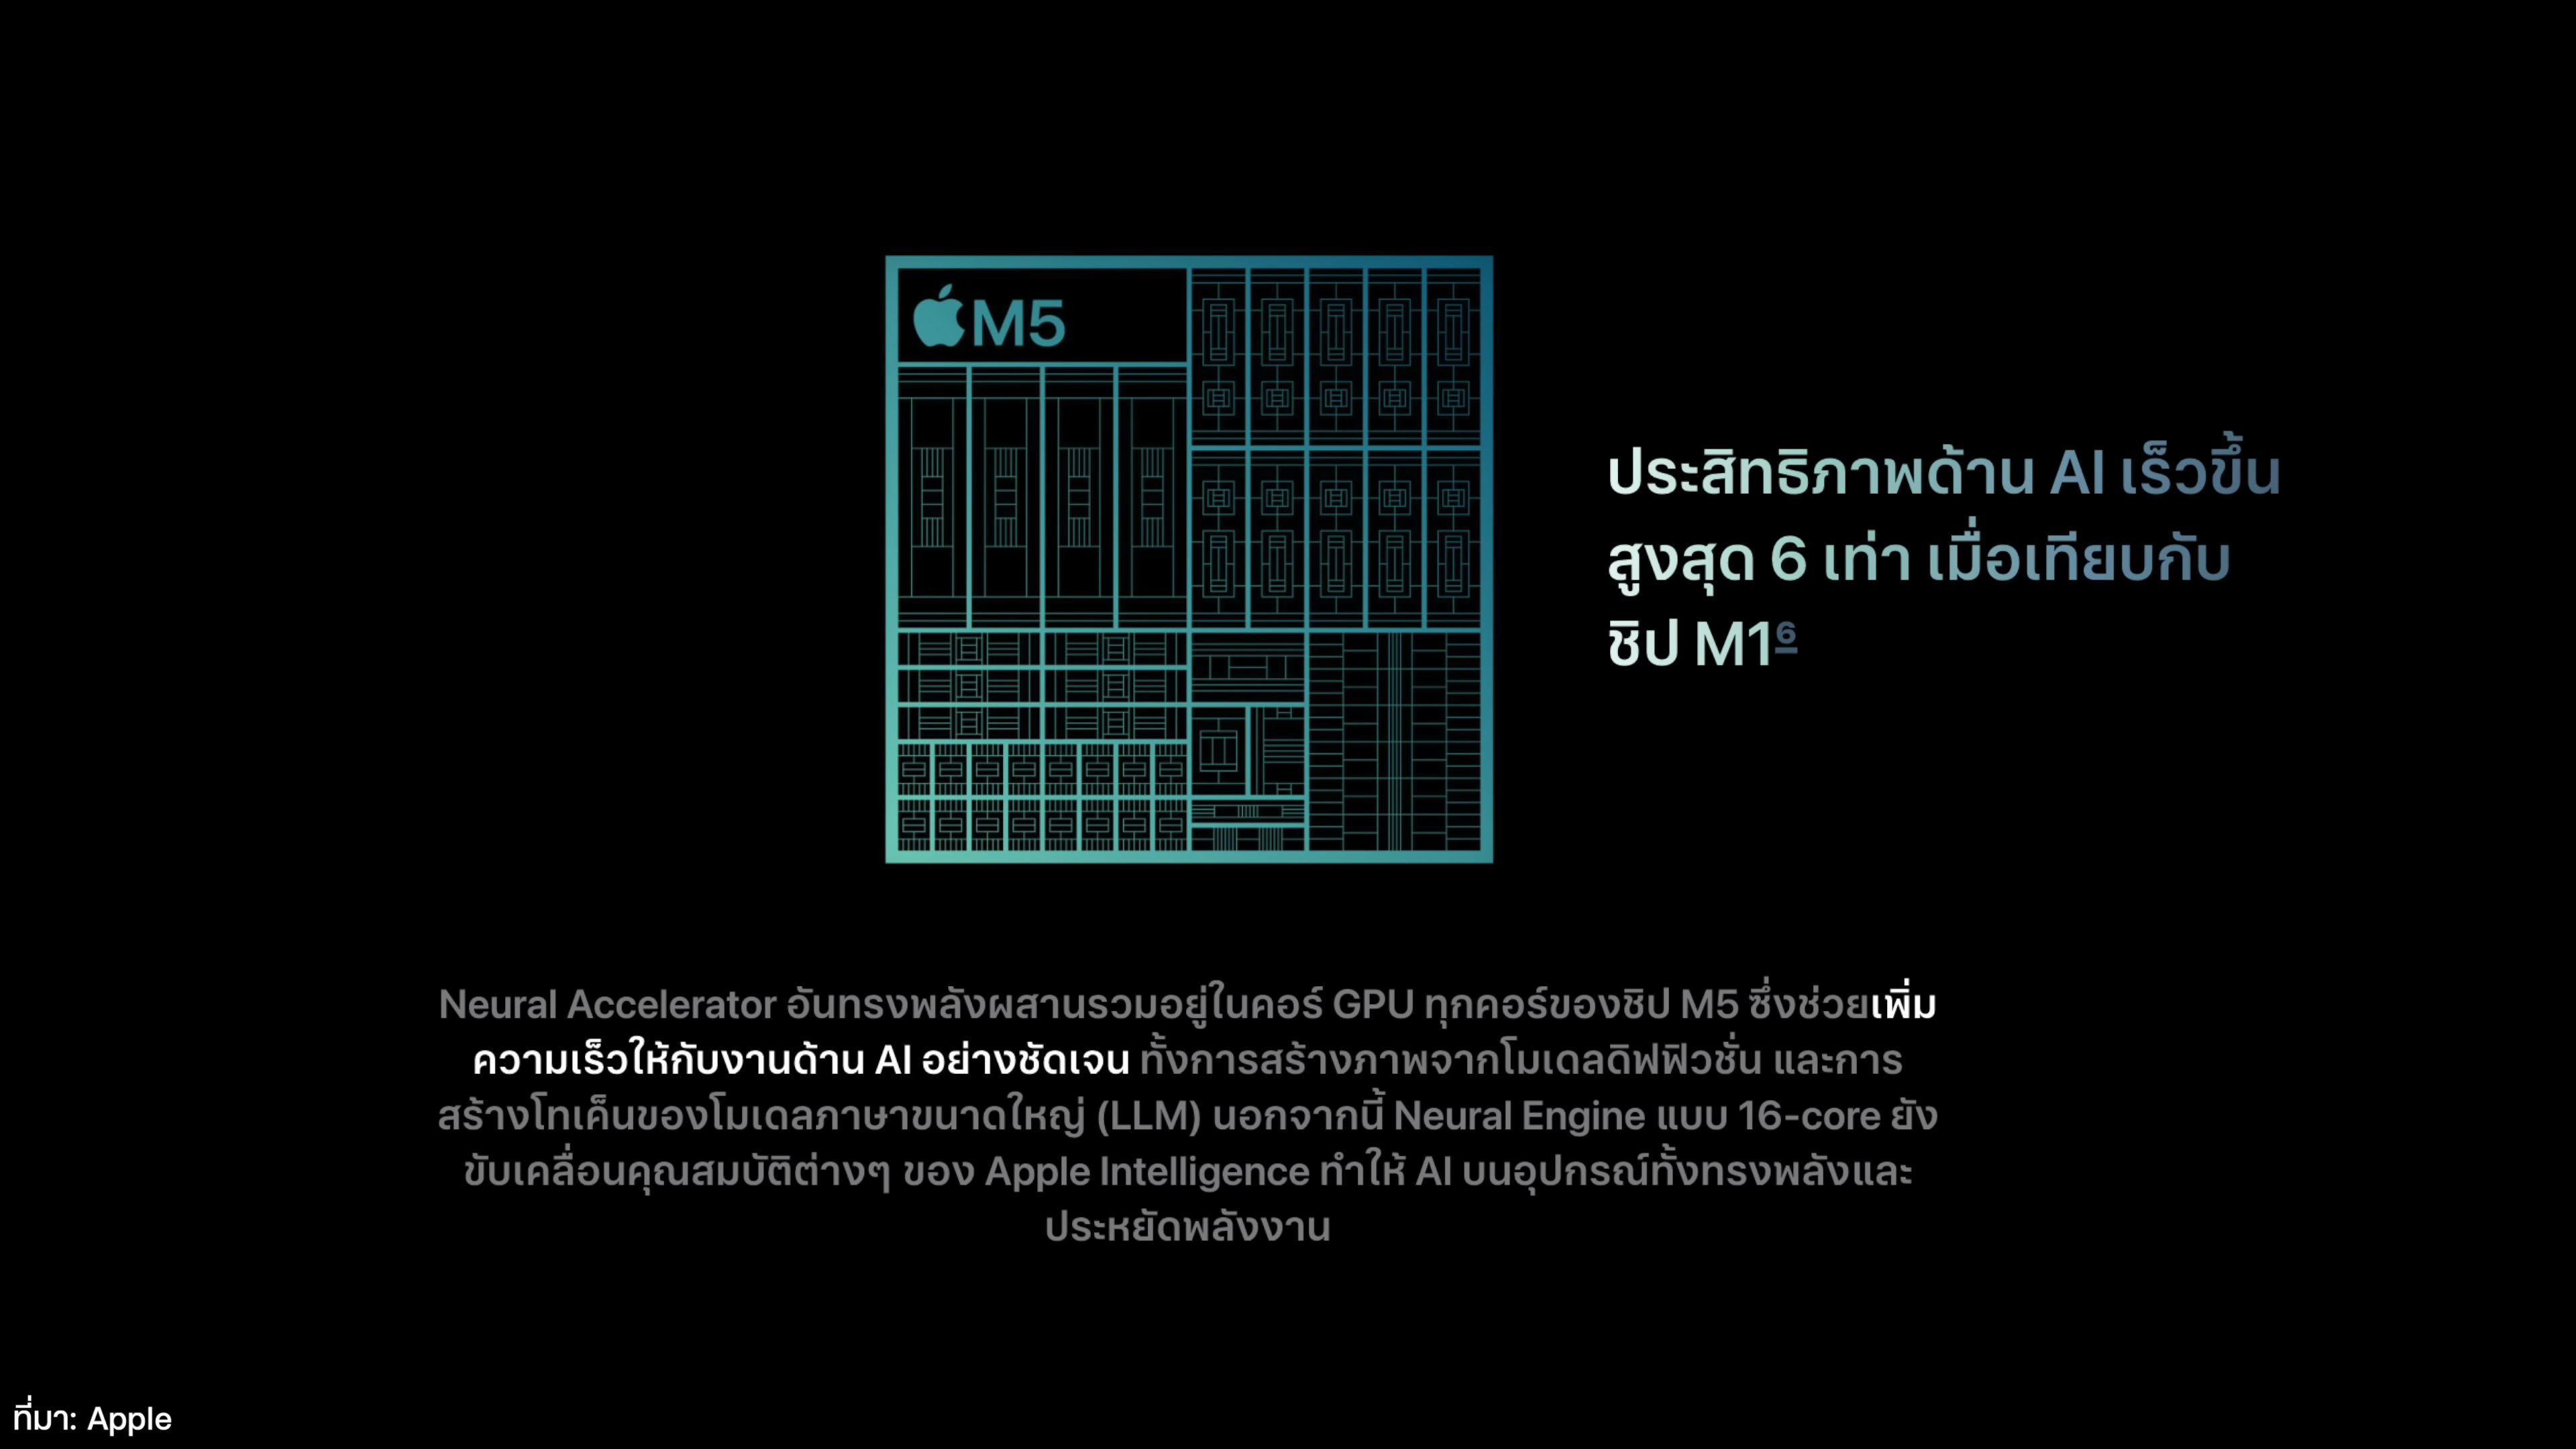 M5
ประสิทธิภาพด้าน AI เร็วขึ้น
สูงสุด 6 เท่า เมื่อเทียบกับ
ชิป M1⁶
Neural Accelerator อันทรงพลังผสานรวมอยู่ในคอร์ GPU ทุกคอร์ของชิป M5 ซึ่งช่วยเพิ่ม
ความเร็วให้กับงานด้าน AI อย่างชัดเจน ทั้งการสร้างภาพจากโมเดลดิฟฟิวชั่น และการ
สร้างโทเค็นของโมเดลภาษาขนาดใหญ่ (LLM) นอกจากนี้ Neural Engine แบบ 16-core ยัง
ขับเคลื่อนคุณสมบัติต่างๆ ของ Apple Intelligence ทำให้ AI บนอุปกรณ์ทั้งทรงพลังและ
ประหยัดพลังงาน
ที่มา: Apple